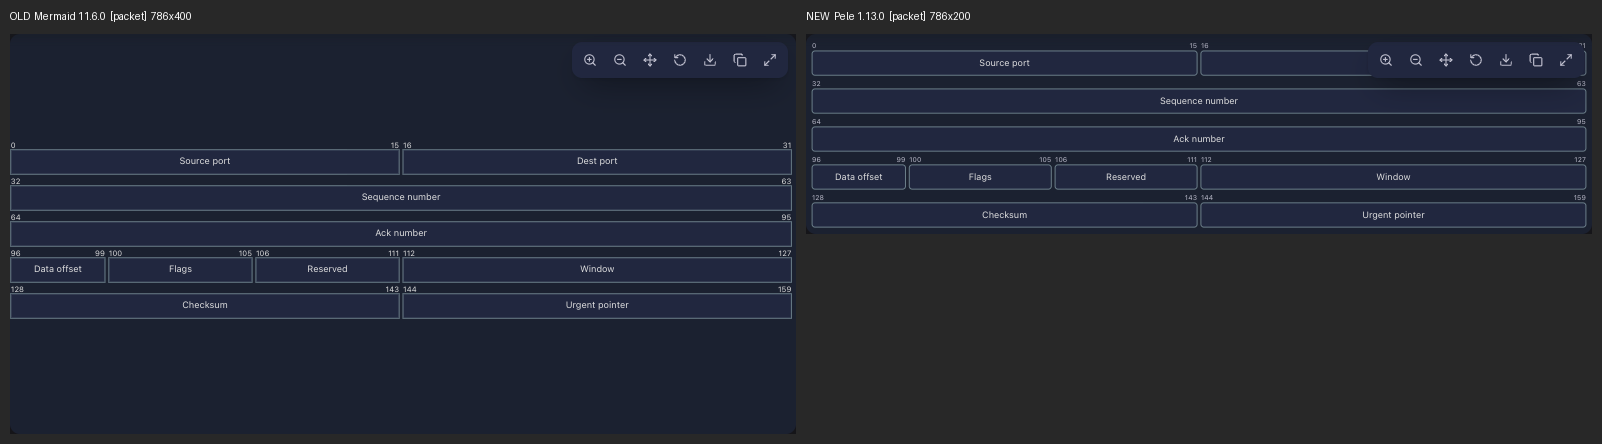 OLD Mermaid 11.6.0 [packet] 786x400
0 15 16 31
Source port Dest port
32 63
Sequence number
64 95
Ack number
96 99 100 105 106 111 112 127
Data offset Flags Reserved Window
128 143 144 159
Checksum Urgent pointer
NEW Pele 1.13.0 [packet] 786x200
0 15 16
Source port
32 63
Sequence number
64 95
Ack number
96 99 100 105 106 111 112 127
Data offset Flags Reserved Window
128 143 144 159
Checksum Urgent pointer